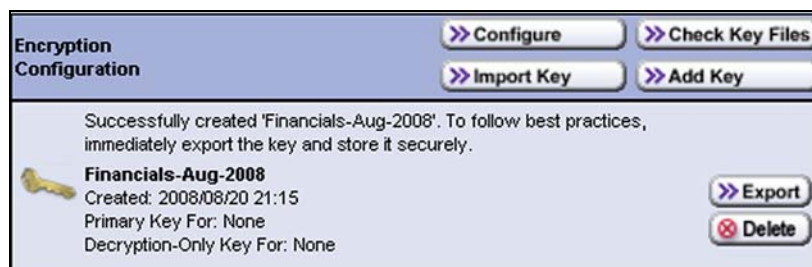 Encryption
Configuration
Configure
Check Key Files
Import Key
Add Key
Successfully created 'Financials-Aug-2008'. To follow best practices,
immediately export the key and store it securely.
Financials-Aug-2008
Created: 2008/08/20 21:15
Primary Key For: None
Decryption-Only Key For: None
Export
Delete